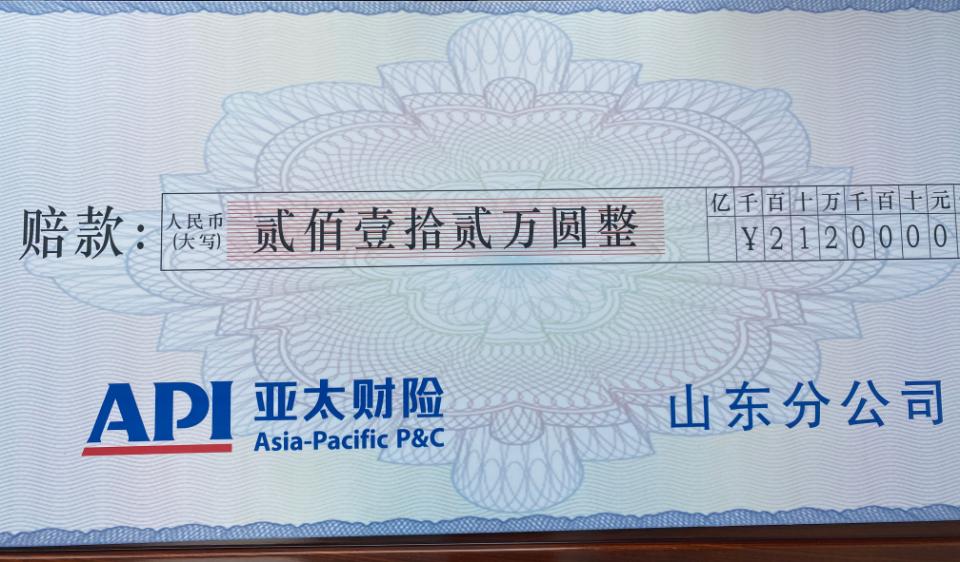 亿千百十万千百十元
赔款：人民币(大写) 贰佰壹拾贰万圆整 ¥2120000
API 亚太财险
Asia-Pacific P&C
山东分公司